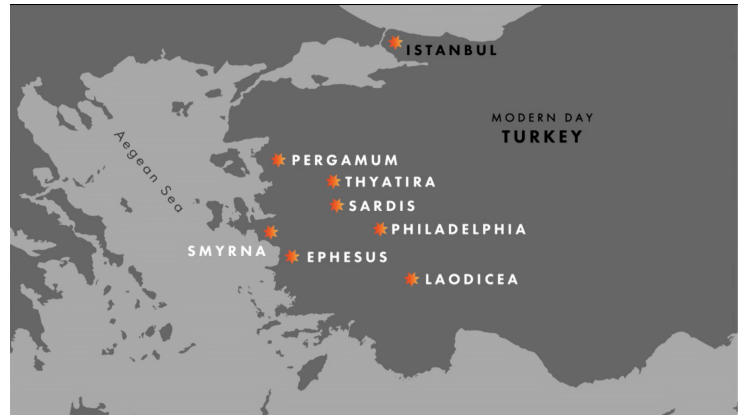 ISTANBUL
MODERN DAY
TURKEY
Aegean Sea
PERGAMUM
THYATIRA
SARDIS
PHILADELPHIA
SMYRNA
EPHESUS
LAODICEA